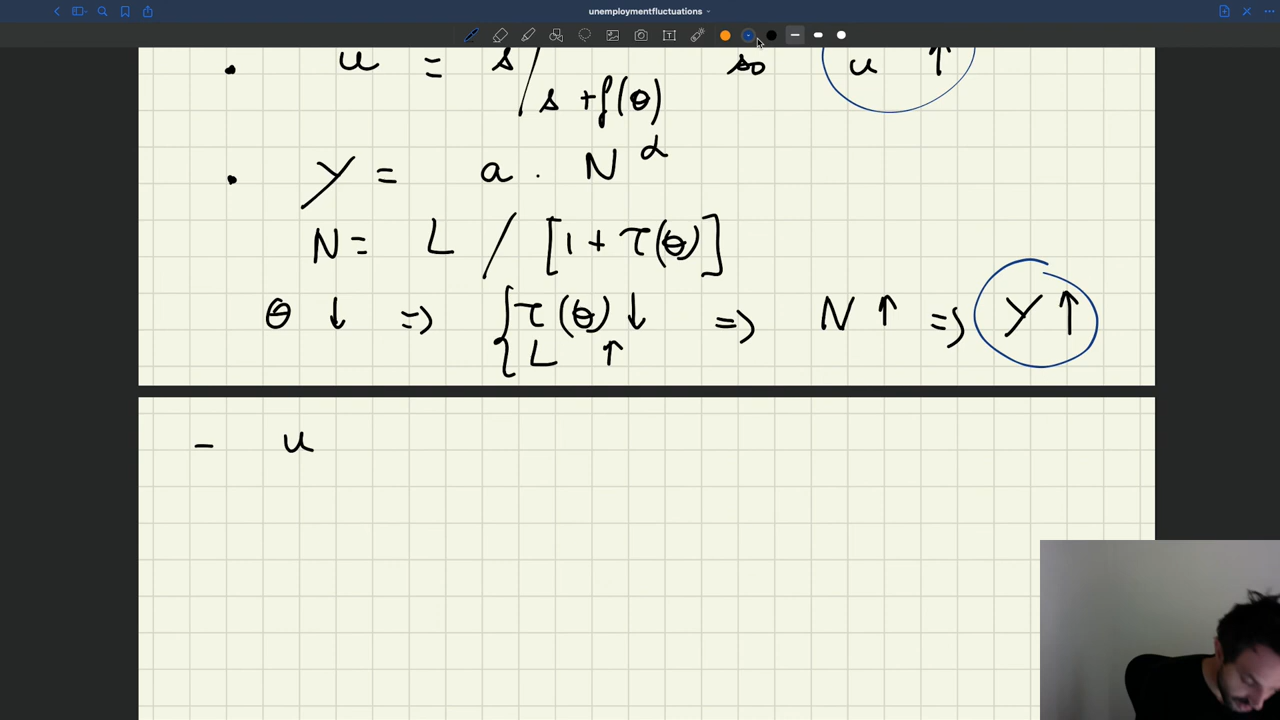 unemploymentfluctuations
• u = s / s + f(θ) so u ↑
• Y = a . N^α
N = L / [1 + τ(θ)]
θ ↓ => { τ(θ) ↓ => N ↑ => Y ↑
L ↑
- u